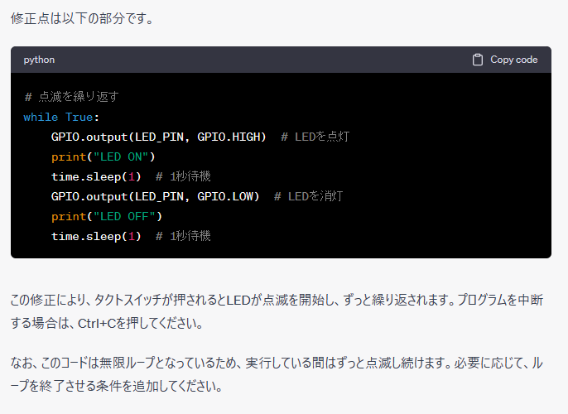 修正点は以下の部分です。
python
Copy code
# 点滅を繰り返す
while True:
    GPIO.output(LED_PIN, GPIO.HIGH)  # LEDを点灯
    print("LED ON")
    time.sleep(1)  # 1秒待機
    GPIO.output(LED_PIN, GPIO.LOW)  # LEDを消灯
    print("LED OFF")
    time.sleep(1)  # 1秒待機
この修正により、タクトスイッチが押されるとLEDが点滅を開始し、ずっと繰り返されます。プログラムを中断
する場合は、Ctrl+Cを押してください。
なお、このコードは無限ループとなっているため、実行している間はずっと点滅し続けます。必要に応じて、ル
ープを終了させる条件を追加してください。